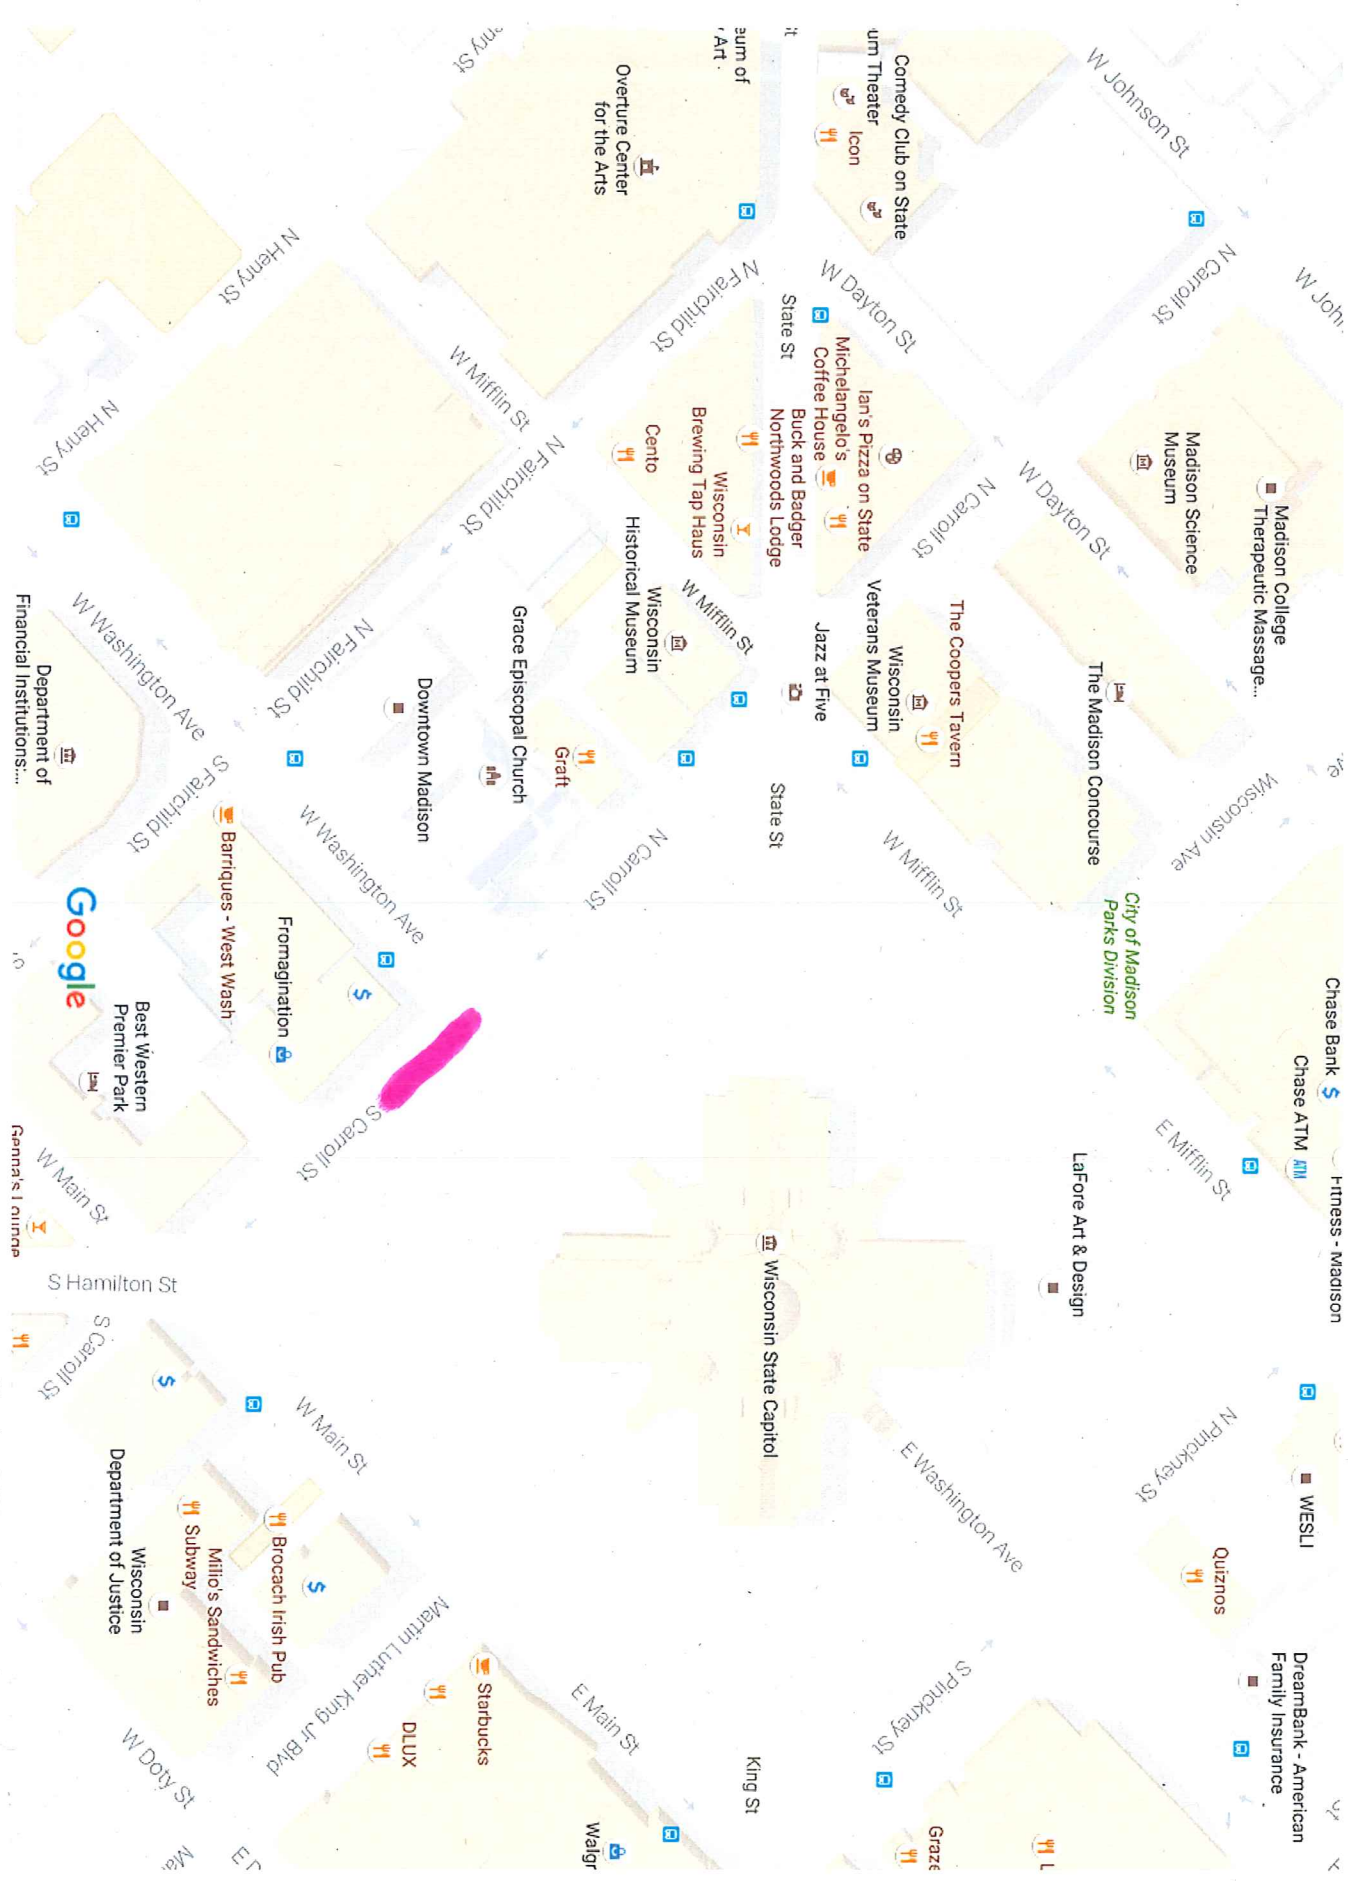 W Johnson St
Chase Bank
Madison
WESLI
DreamBank - American
Family Insurance
Chase ATM
ATM
Madison College
Therapeutic Massage...
N Carroll St
Wisconsin Ave
E Mifflin St
N Pinckney St
Quiznos
Madison Science
Museum
City of Madison
Parks Division
The Madison Concourse
LaFore Art & Design
W Dayton St
N Carroll St
The Coopers Tavern
W Mifflin St
E Washington Ave
S Pinckney St
Graze
Comedy Club on State
Theater
Icon
W Dayton St
Wisconsin
Veterans Museum
Ian's Pizza on State
Michelangelo's
Coffee House
Jazz at Five
Buck and Badger
Northwoods Lodge
State St
State St
Wisconsin State Capitol
King St
of
Art
N Fairchild St
Wisconsin
Brewing Tap Haus
W Mifflin St
Cento
Wisconsin
Historical Museum
N Carroll St
Overture Center
for the Arts
E Main St
W Mifflin St
N Fairchild St
Graft
Grace Episcopal Church
Starbucks
DLUX
Martin Luther King Jr Blvd
Downtown Madison
W Washington Ave
N Fairchild St
S Carroll St
W Main St
N Henry St
Fromagination
Barriques - West Wash
Brocach Irish Pub
Milio's Sandwiches
Subway
W Washington Ave
S Fairchild St
Best Western
Premier Park
Wisconsin
Department of Justice
W Doty St
N Henry St
Google
W Main St
S Hamilton St
S Carroll St
Department of
Financial Institutions:...
Genna's Lounge